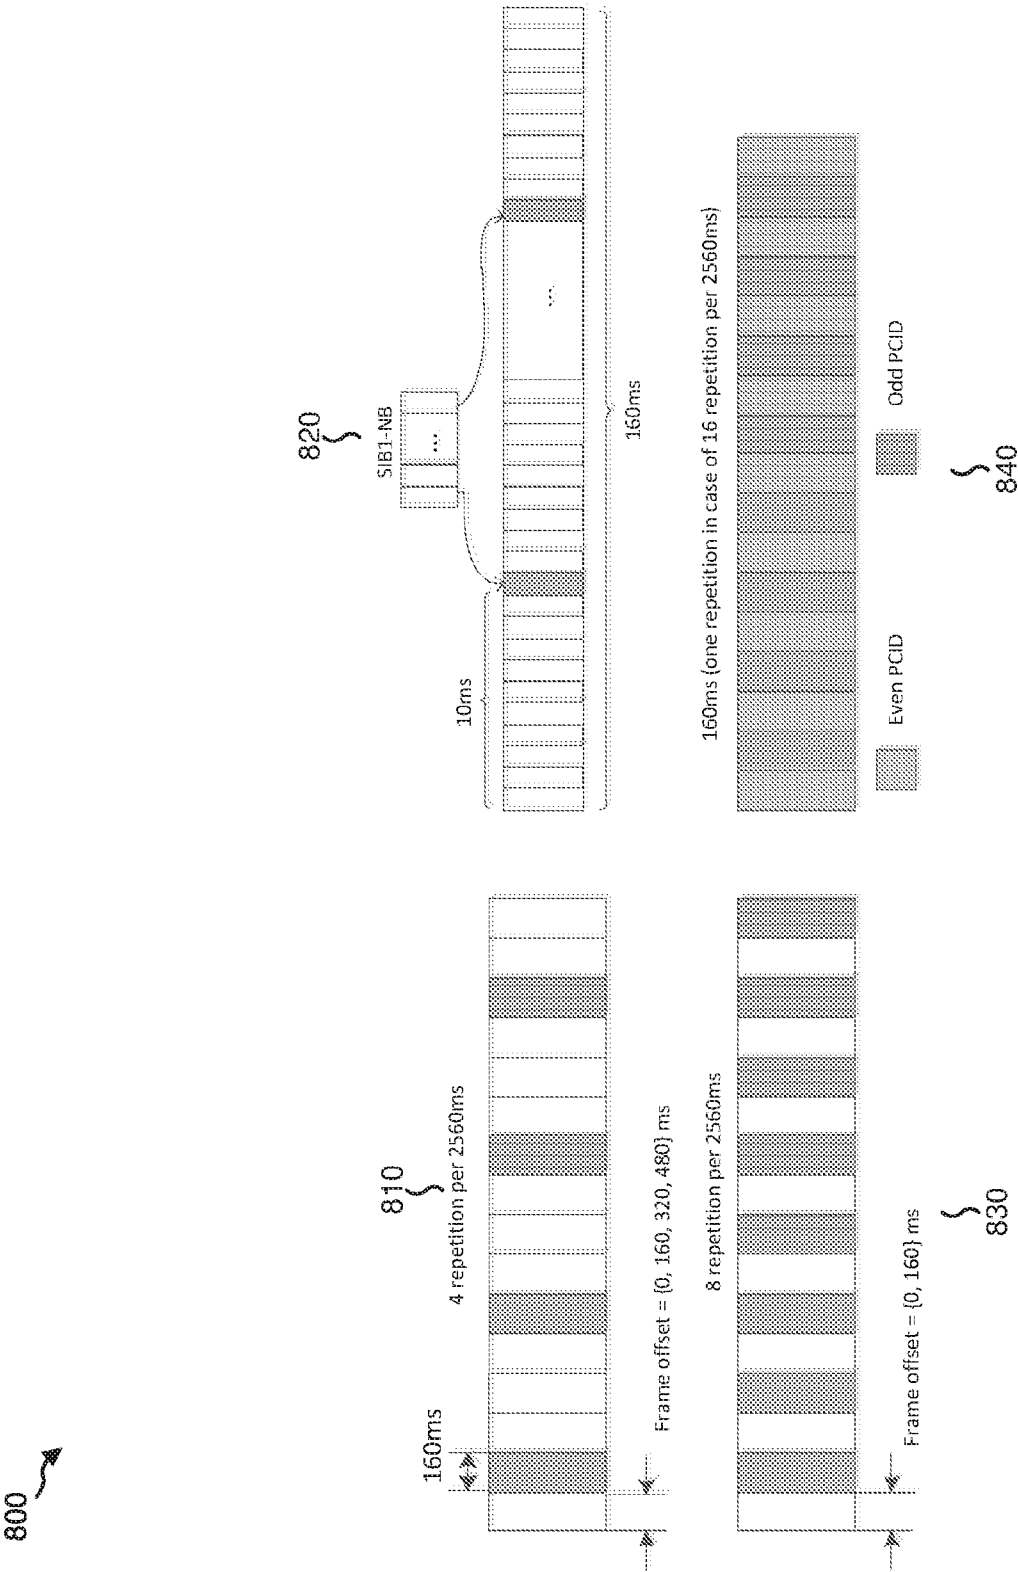 800
810
4 repetition per 2560ms
160ms
Frame offset = {0, 160, 320, 480} ms
820
SIB1-NB
...
10ms
...
160ms
8 repetition per 2560ms
Frame offset = {0, 160} ms
830
160ms (one repetition in case of 16 repetition per 2560ms)
Even PCID
Odd PCID
840